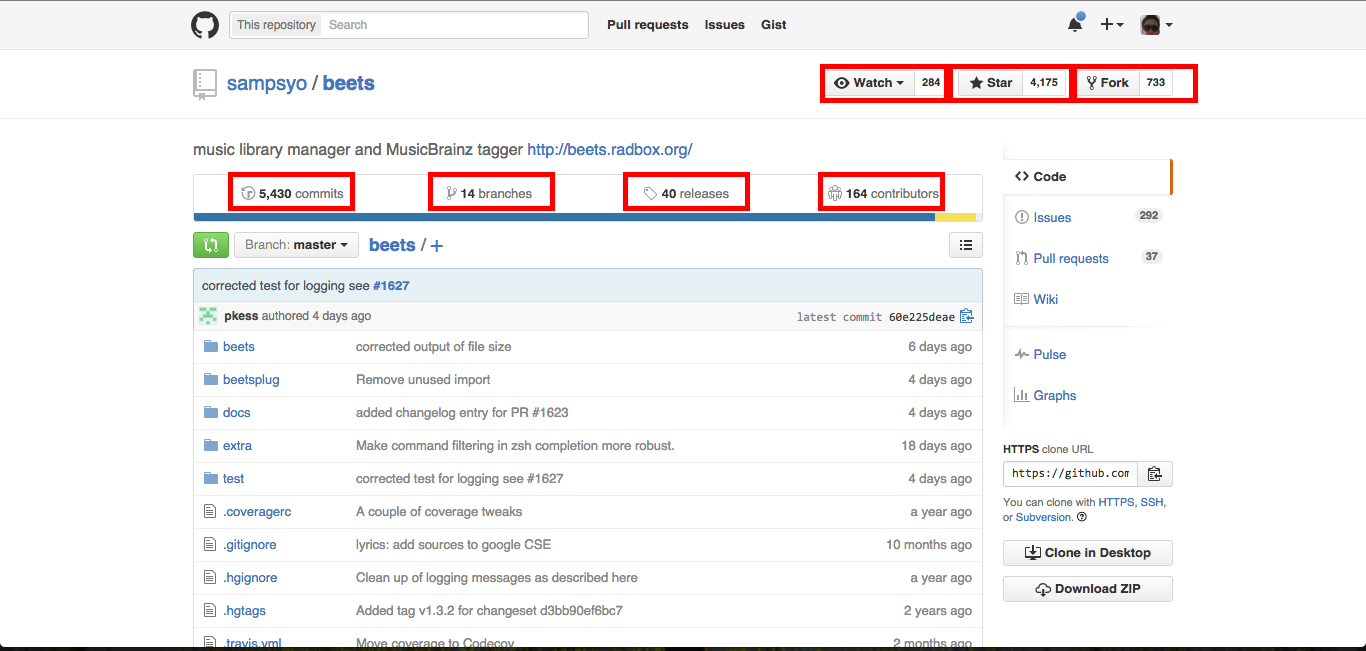 This repository Search Pull requests Issues Gist
sampsyo / beets Watch 284 Star 4,175 Fork 733
music library manager and MusicBrainz tagger http://beets.radbox.org/
5,430 commits 14 branches 40 releases 164 contributors
Branch: master beets / +
corrected test for logging see #1627
pkess authored 4 days ago latest commit 60e225deae
beets corrected output of file size 6 days ago
beetsplug Remove unused import 4 days ago
docs added changelog entry for PR #1623 4 days ago
extra Make command filtering in zsh completion more robust. 18 days ago
test corrected test for logging see #1627 4 days ago
.coveragerc A couple of coverage tweaks a year ago
.gitignore lyrics: add sources to google CSE 10 months ago
.hgignore Clean up of logging messages as described here a year ago
.hgtags Added tag v1.3.2 for changeset d3bb90ef6bc7 2 years ago
.travis.yml Move coverage to Codecov 2 months ago
Code
Issues 292
Pull requests 37
Wiki
Pulse
Graphs
HTTPS clone URL
https://github.com
You can clone with HTTPS, SSH,
or Subversion.
Clone in Desktop
Download ZIP